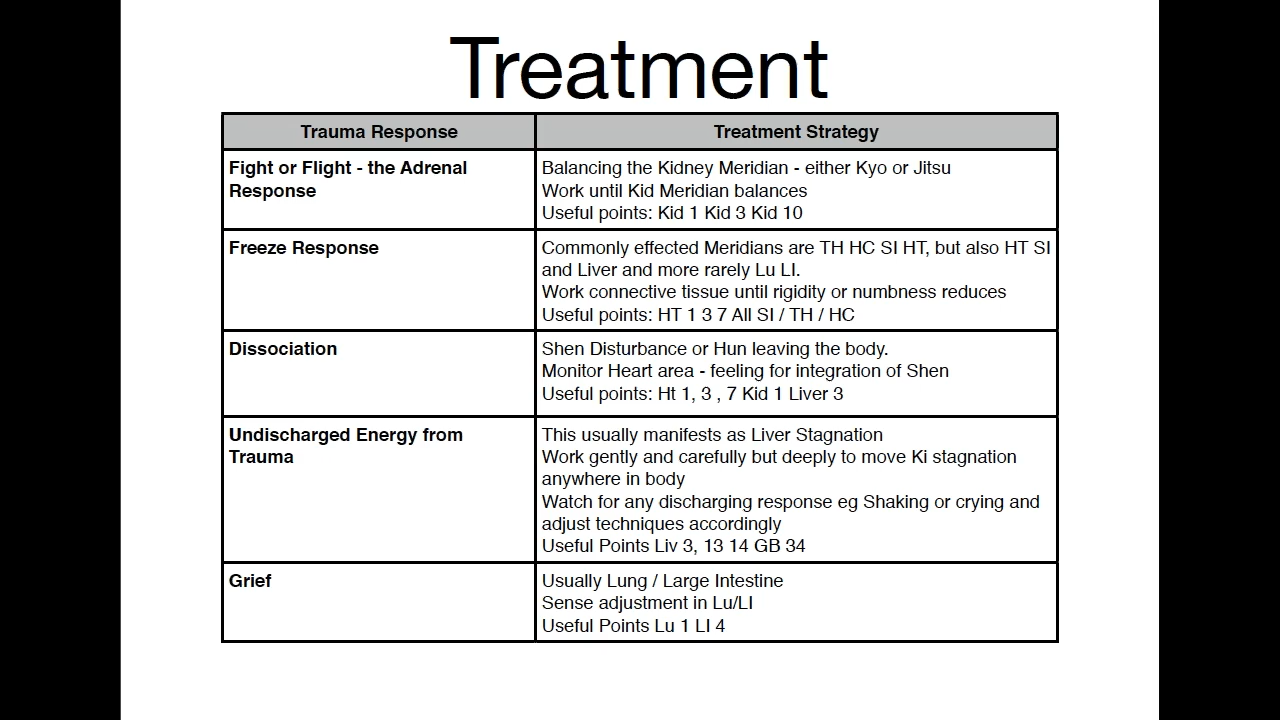 Treatment
Trauma Response
Treatment Strategy
Fight or Flight - the Adrenal
Response
Balancing the Kidney Meridian - either Kyo or Jitsu
Work until Kid Meridian balances
Useful points: Kid 1 Kid 3 Kid 10
Freeze Response
Commonly effected Meridians are TH HC SI HT, but also HT SI
and Liver and more rarely Lu LI.
Work connective tissue until rigidity or numbness reduces
Useful points: HT 1 3 7 All SI / TH / HC
Dissociation
Shen Disturbance or Hun leaving the body.
Monitor Heart area - feeling for integration of Shen
Useful points: Ht 1, 3 , 7 Kid 1 Liver 3
Undischarged Energy from
Trauma
This usually manifests as Liver Stagnation
Work gently and carefully but deeply to move Ki stagnation
anywhere in body
Watch for any discharging response eg Shaking or crying and
adjust techniques accordingly
Useful Points Liv 3, 13 14 GB 34
Grief
Usually Lung / Large Intestine
Sense adjustment in Lu/LI
Useful Points Lu 1 LI 4